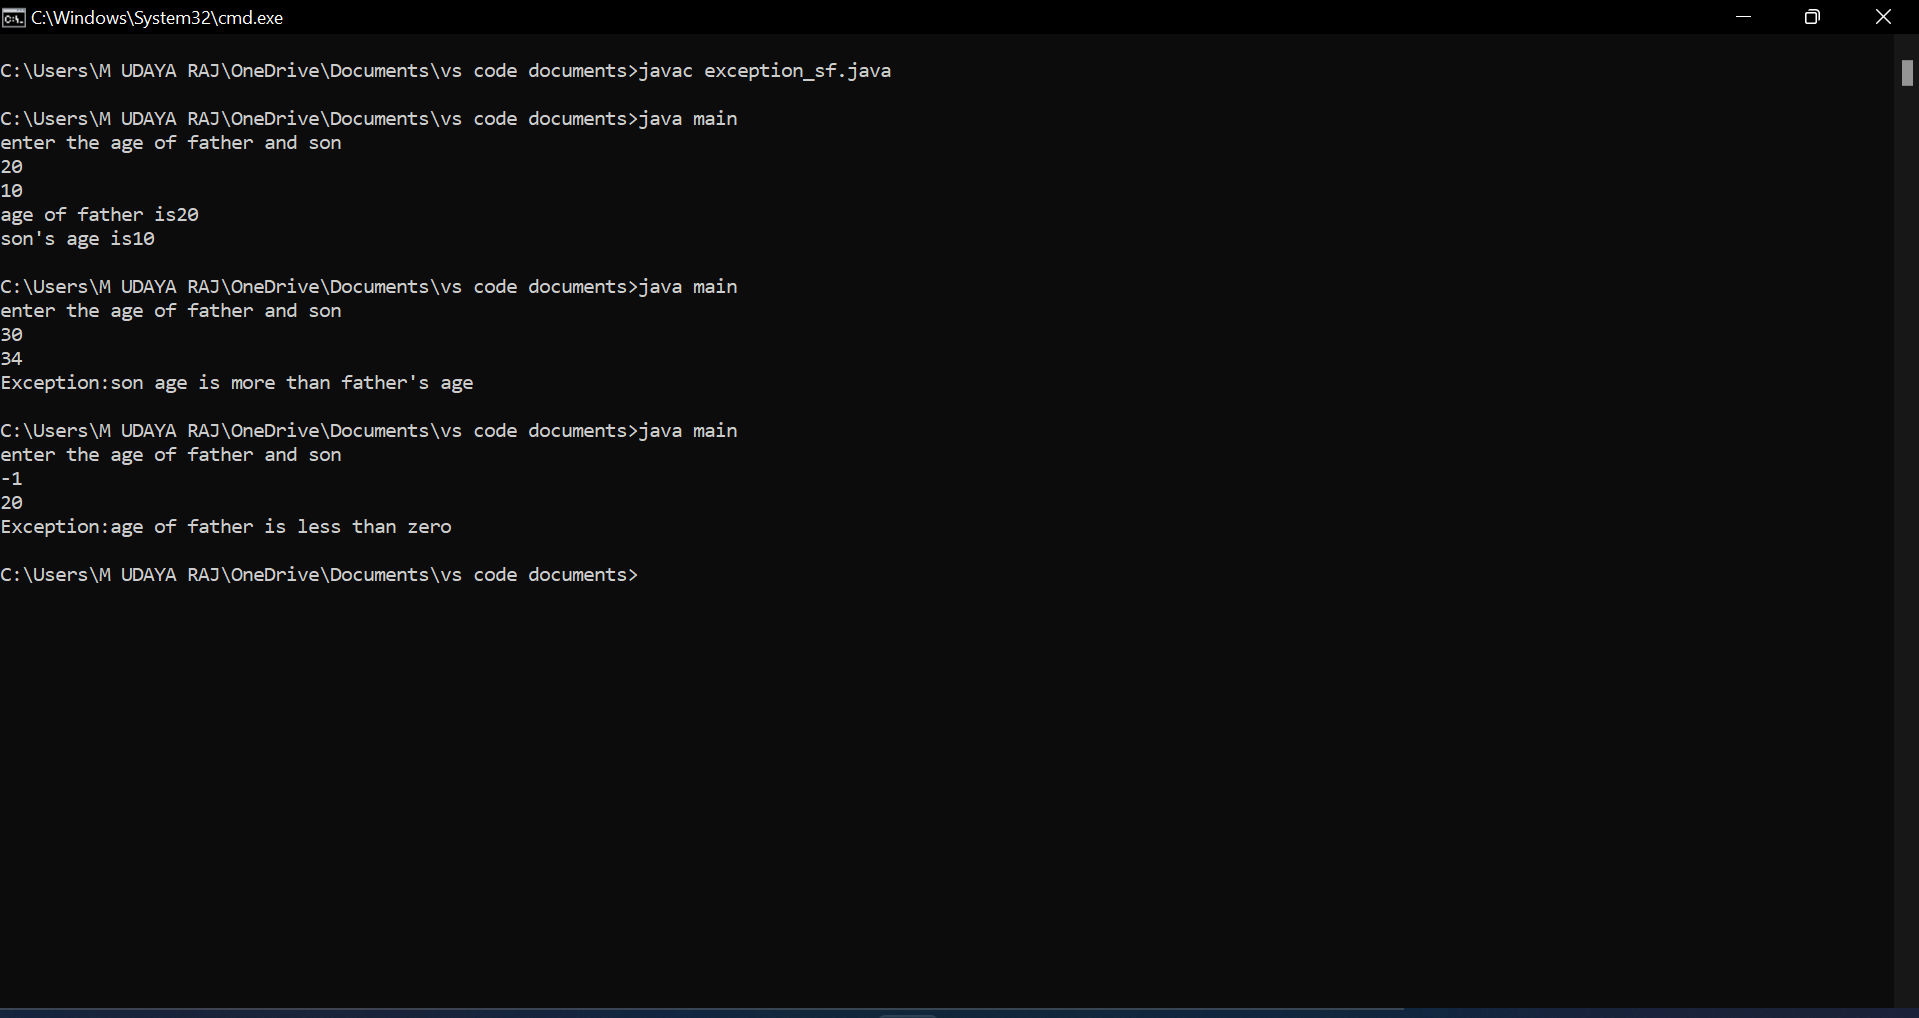 C:\Windows\System32\cmd.exe
C:\Users\M UDAYA RAJ\OneDrive\Documents\vs code documents>javac exception_sf.java
C:\Users\M UDAYA RAJ\OneDrive\Documents\vs code documents>java main
enter the age of father and son
20
10
age of father is20
son's age is10
C:\Users\M UDAYA RAJ\OneDrive\Documents\vs code documents>java main
enter the age of father and son
30
34
Exception:son age is more than father's age
C:\Users\M UDAYA RAJ\OneDrive\Documents\vs code documents>java main
enter the age of father and son
-1
20
Exception:age of father is less than zero
C:\Users\M UDAYA RAJ\OneDrive\Documents\vs code documents>